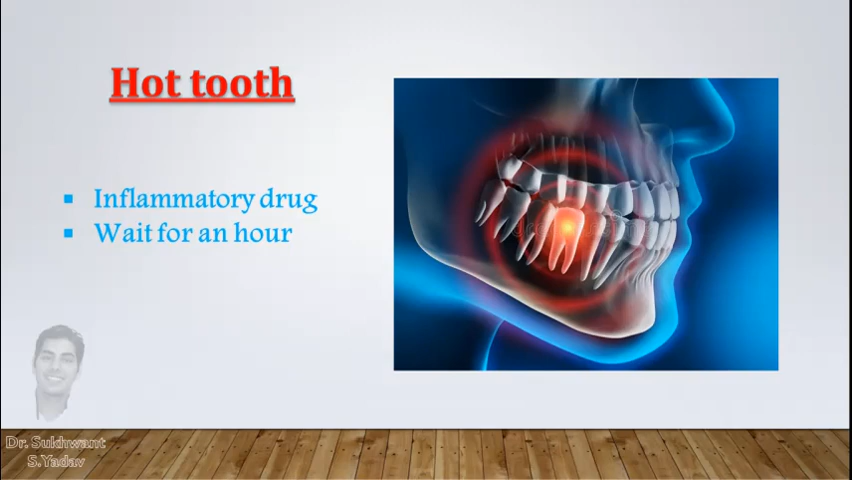 Hot tooth
Inflammatory drug
Wait for an hour
Dr. Sukhwant
S.Yadav